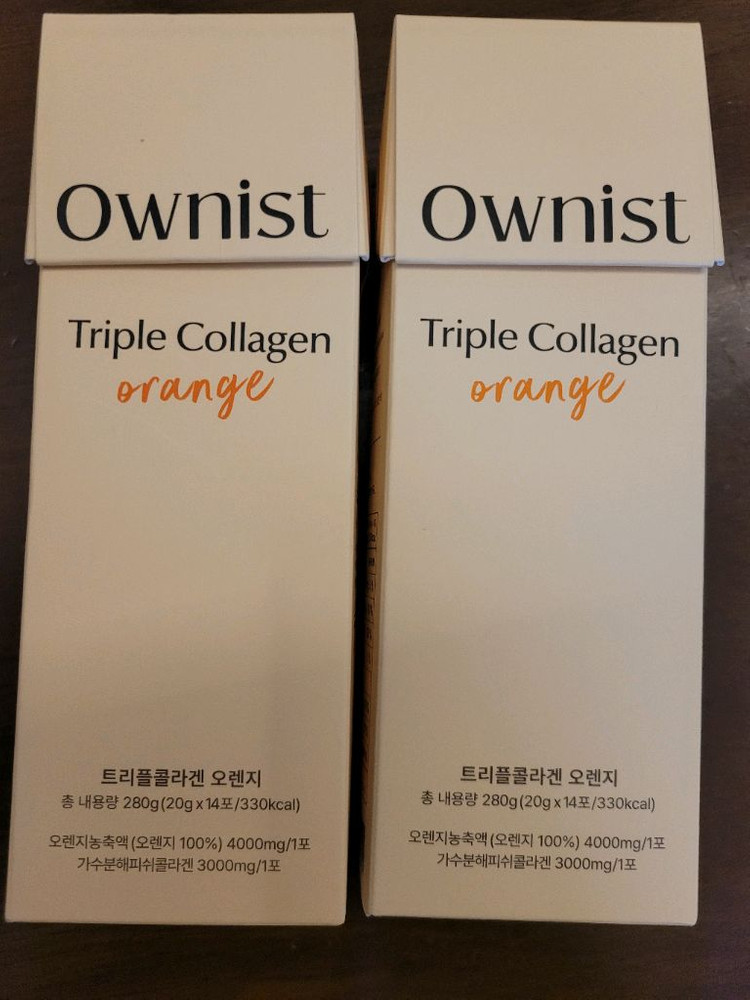 Ownist
Triple Collagen
orange
트리플콜라겐 오렌지
총 내용량 280g(20g x 14포/330kcal)
오렌지농축액(오렌지 100%) 4000mg/1포
가수분해피쉬콜라겐 3000mg/1포
Ownist
Triple Collagen
orange
트리플콜라겐 오렌지
총 내용량 280g(20g x 14포/330kcal)
오렌지농축액(오렌지 100%) 4000mg/1포
가수분해피쉬콜라겐 3000mg/1포